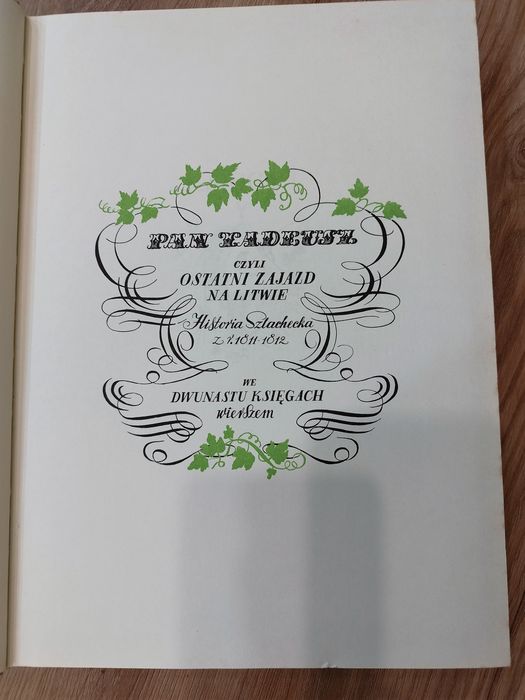 PAN TADEUSZ
CZYLI
OSTATNI ZAJAZD
NA LITWIE
Historia Szlachecka
z r. 1811-1812
WE
DWUNASTU KSIĘGACH
wierszem